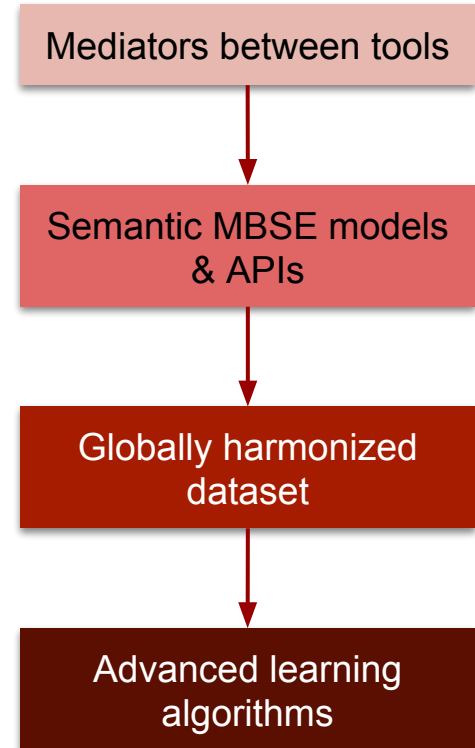 Mediators between tools
Semantic MBSE models
& APIs
Globally harmonized
dataset
Advanced learning
algorithms